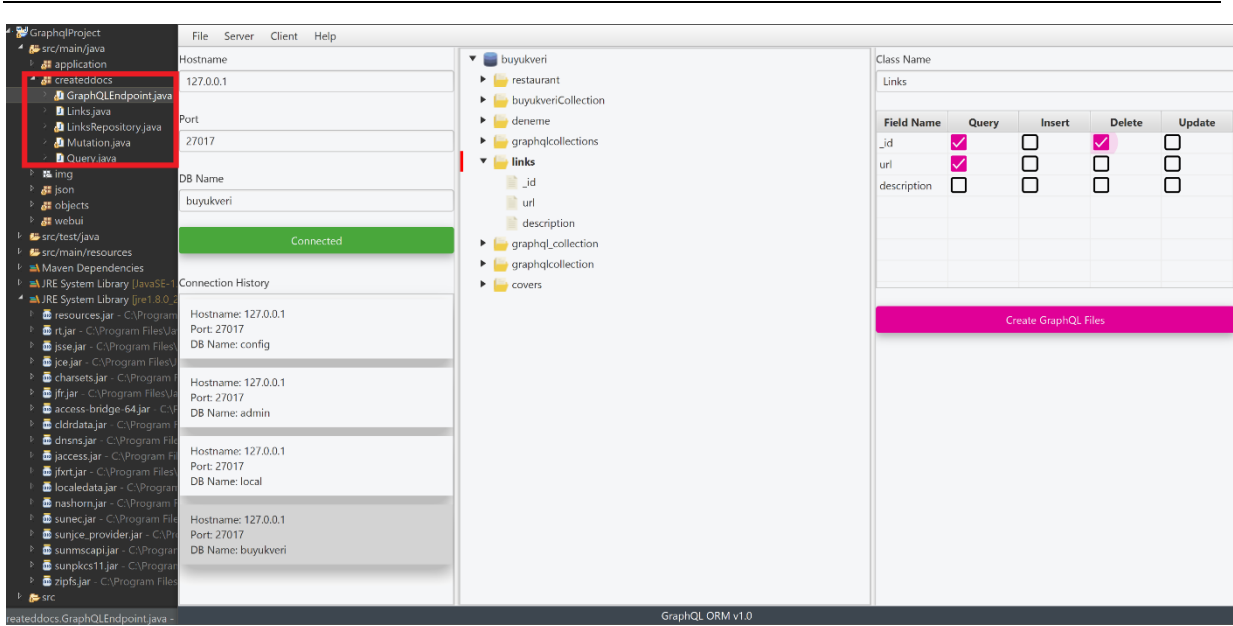 GraphqlProject
src/main/java
application
createddocs
GraphQLEndpoint.java
Links.java
LinksRepository.java
Mutation.java
Query.java
img
json
objects
webui
src/test/java
src/main/resources
Maven Dependencies
JRE System Library [JavaSE-1
JRE System Library [jre1.8.0_2
resources.jar - C:\Program
rt.jar - C:\Program Files\Ja
jsse.jar - C:\Program Files\
jce.jar - C:\Program Files\J
charsets.jar - C:\Program F
jfr.jar - C:\Program Files\Ja
access-bridge-64.jar - C:\P
cldrdata.jar - C:\Program F
dnsns.jar - C:\Program File
jaccess.jar - C:\Program Fil
jfxrt.jar - C:\Program Files\
localedata.jar - C:\Program
nashorn.jar - C:\Program F
sunec.jar - C:\Program File
sunjce_provider.jar - C:\Pro
sunmscapi.jar - C:\Program
sunpkcs11.jar - C:\Program
zipfs.jar - C:\Program Files
src
reateddocs.GraphQLEndpoint.java -
File Server Client Help
Hostname
127.0.0.1
Port
27017
DB Name
buyukveri
Connected
Connection History
Hostname: 127.0.0.1
Port: 27017
DB Name: config
Hostname: 127.0.0.1
Port: 27017
DB Name: admin
Hostname: 127.0.0.1
Port: 27017
DB Name: local
Hostname: 127.0.0.1
Port: 27017
DB Name: buyukveri
buyukveri
restaurant
buyukveriCollection
deneme
graphqlcollections
links
_id
url
description
graphql_collection
graphqlcollection
covers
Class Name
Links
Field Name Query Insert Delete Update
_id
url
description
Create GraphQL Files
GraphQL ORM v1.0